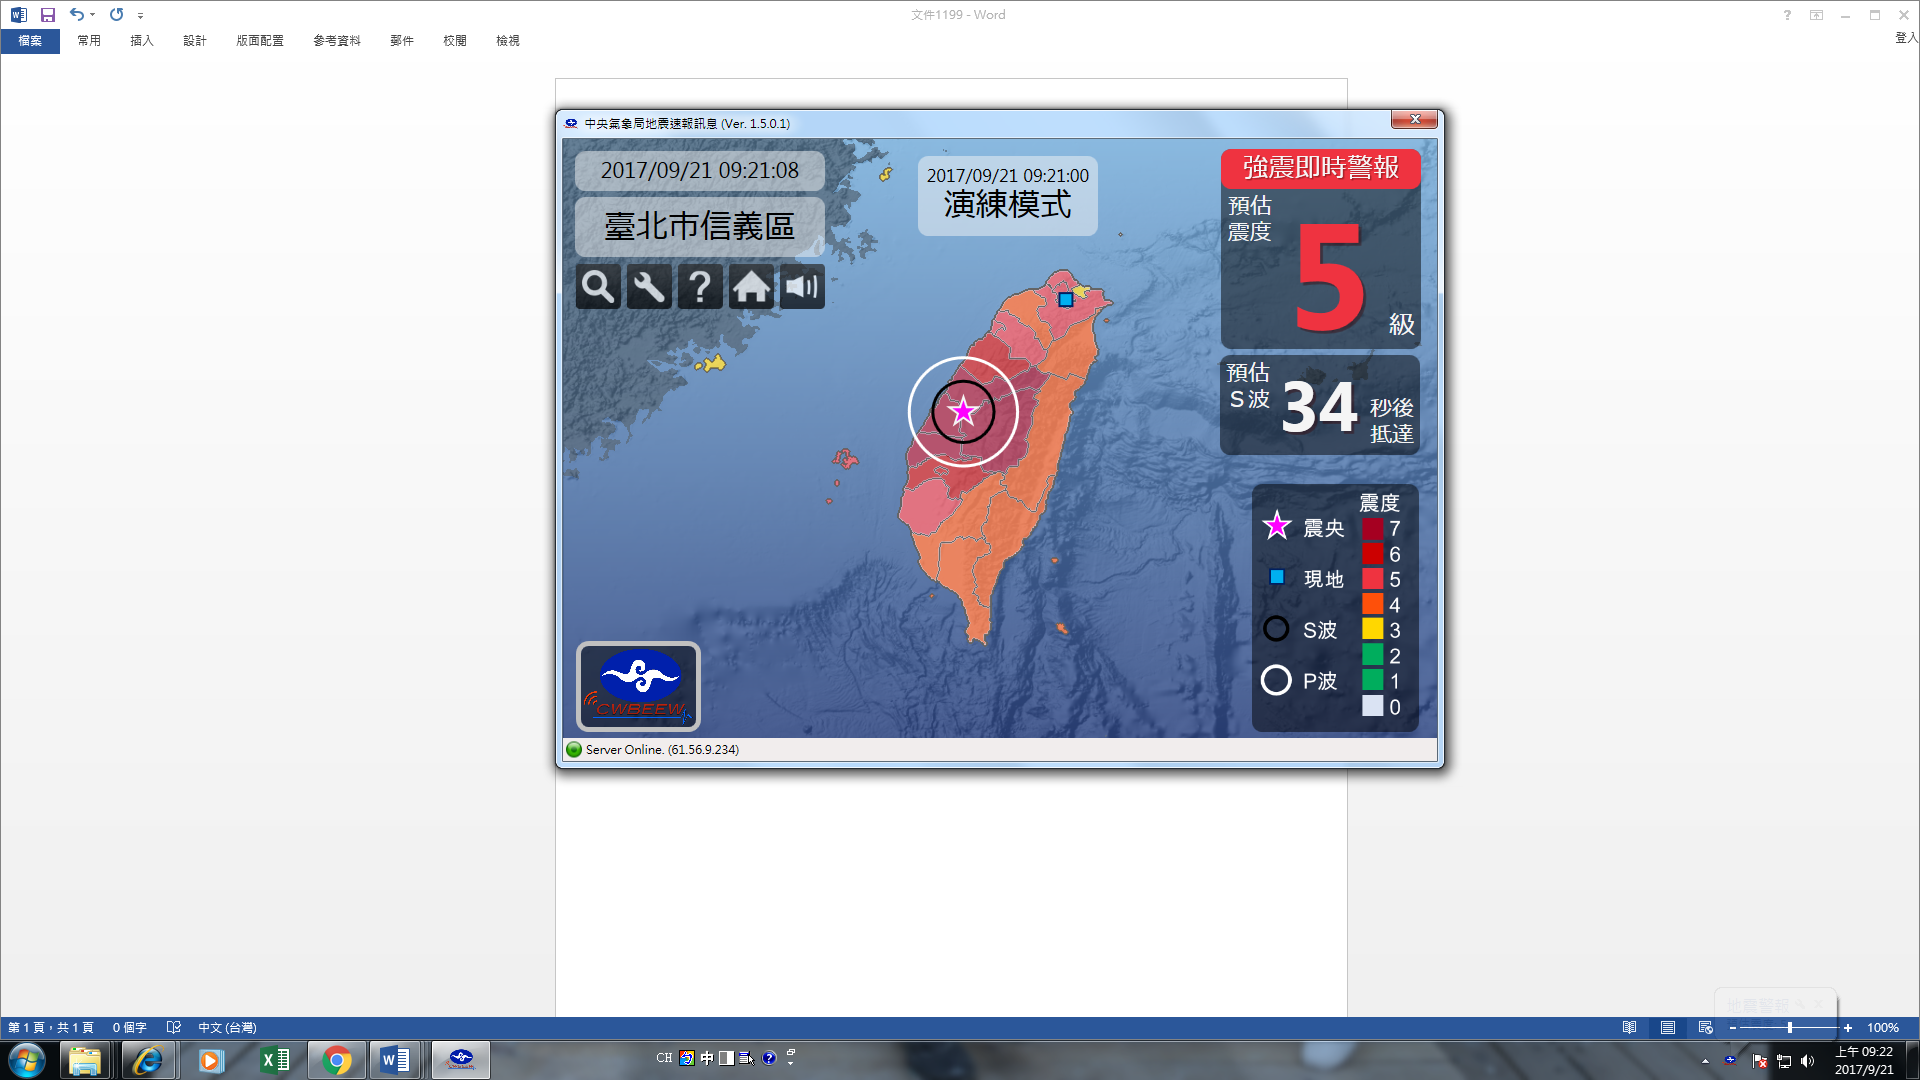 文件1199 - Word
登入
檔案 常用 插入 設計 版面配置 參考資料 郵件 校閱 檢視
中央氣象局地震速報訊息 (Ver. 1.5.0.1)
2017/09/21 09:21:08
臺北市信義區
2017/09/21 09:21:00
演練模式
強震即時警報
預估
震度
5
級
預估
S波
34
秒後
抵達
震度
震央
現地
S波
P波
7
6
5
4
3
2
1
0
CWBEEW
Server Online. (61.56.9.234)
地震警報
第 1 頁，共 1 頁 0 個字 中文 (台灣)
100%
CH 中
上午 09:22
2017/9/21